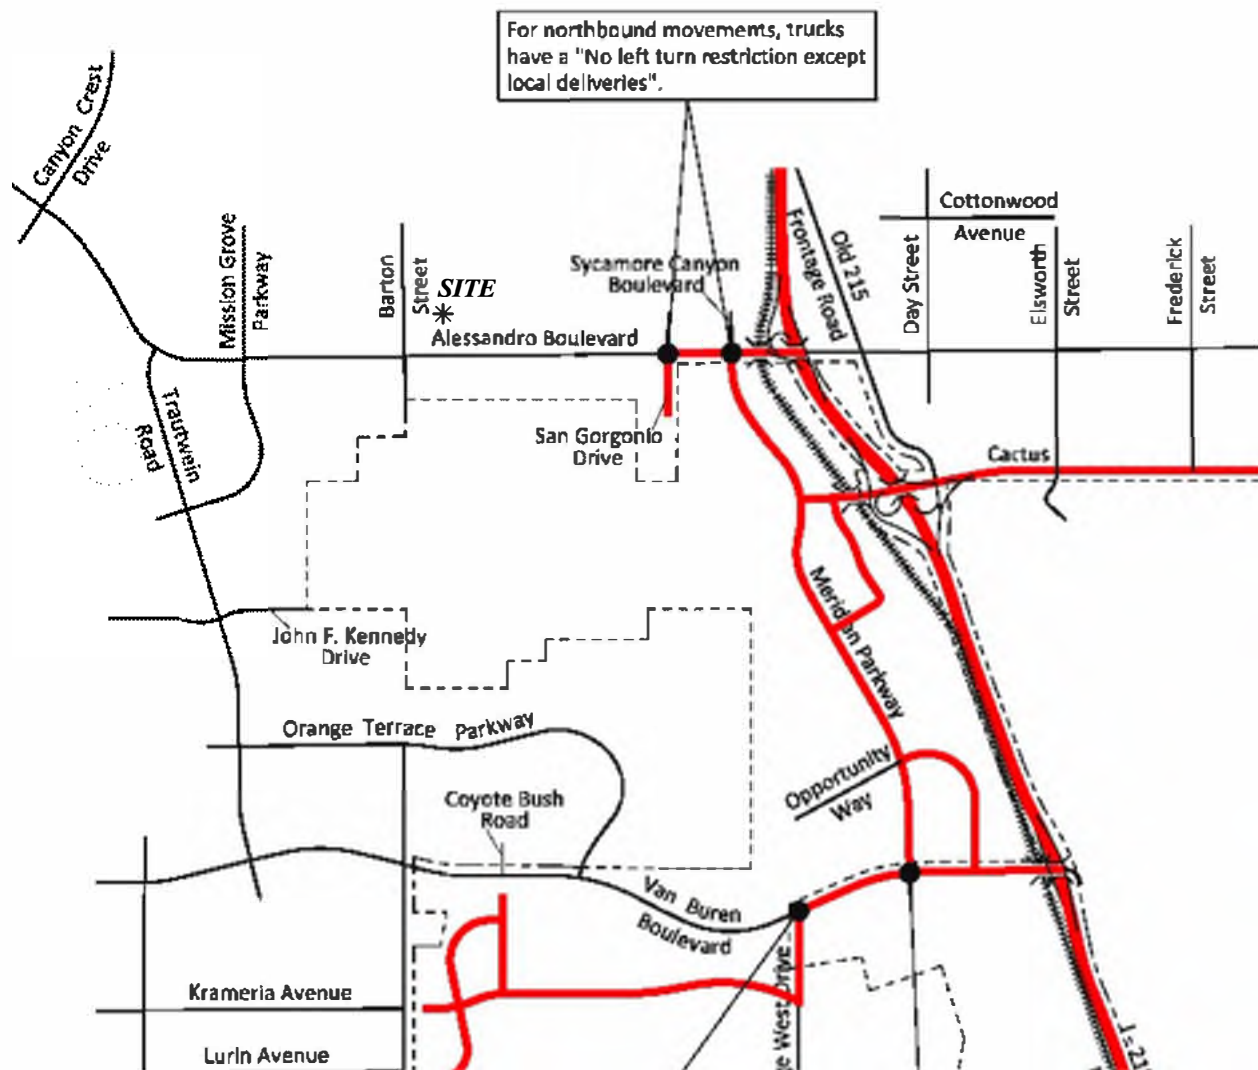 For northbound movements, trucks
have a "No left turn restriction except
local deliveries".
Canyon Crest
Drive
Cottonwood
Avenue
Mission Grove
Parkway
Barton
Street
SITE
Sycamore Canyon
Boulevard
Frontage Road
Old 215
Day Street
Elsworth
Street
Frederick
Street
Alessandro Boulevard
Trautwein
Road
San Gorgonio
Drive
Cactus
John F. Kennedy
Drive
Meridian Parkway
Orange Terrace Parkway
Opportunity
Way
Coyote Bush
Road
Van Buren
Boulevard
Krameria Avenue
West Drive
Lurin Avenue